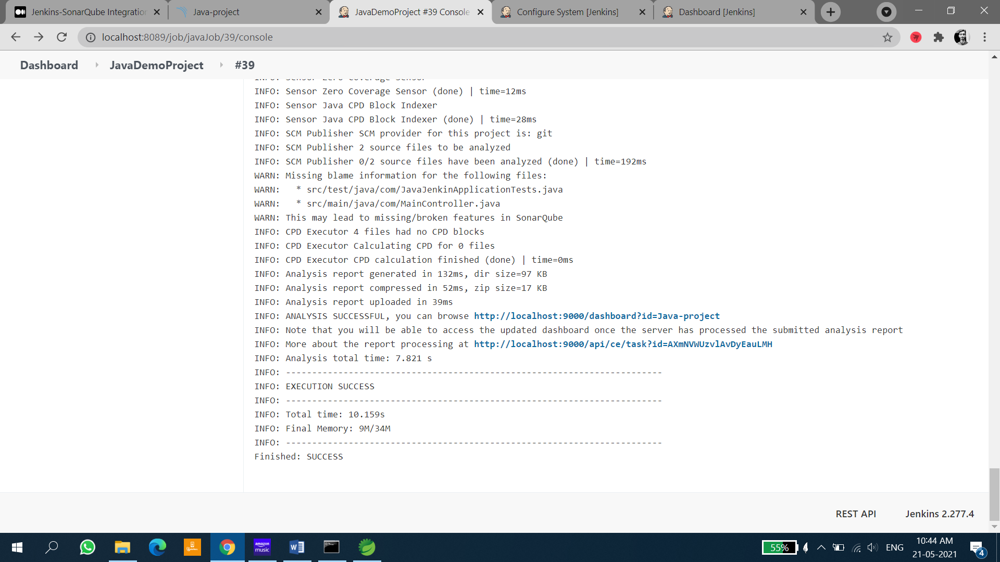 Jenkins-SonarQube Integration
Java-project
JavaDemoProject #39 Console
Configure System [Jenkins]
Dashboard [Jenkins]
localhost:8089/job/javaJob/39/console
Dashboard
JavaDemoProject
#39
INFO: Sensor Zero Coverage Sensor
INFO: Sensor Zero Coverage Sensor (done) | time=12ms
INFO: Sensor Java CPD Block Indexer
INFO: Sensor Java CPD Block Indexer (done) | time=28ms
INFO: SCM Publisher SCM provider for this project is: git
INFO: SCM Publisher 2 source files to be analyzed
INFO: SCM Publisher 0/2 source files have been analyzed (done) | time=192ms
WARN: Missing blame information for the following files:
WARN:   * src/test/java/com/JavaJenkinApplicationTests.java
WARN:   * src/main/java/com/MainController.java
WARN: This may lead to missing/broken features in SonarQube
INFO: CPD Executor 4 files had no CPD blocks
INFO: CPD Executor Calculating CPD for 0 files
INFO: CPD Executor CPD calculation finished (done) | time=0ms
INFO: Analysis report generated in 132ms, dir size=97 KB
INFO: Analysis report compressed in 52ms, zip size=17 KB
INFO: Analysis report uploaded in 39ms
INFO: ANALYSIS SUCCESSFUL, you can browse http://localhost:9000/dashboard?id=Java-project
INFO: Note that you will be able to access the updated dashboard once the server has processed the submitted analysis report
INFO: More about the report processing at http://localhost:9000/api/ce/task?id=AXmNVWUzvlAvDyEauLMH
INFO: Analysis total time: 7.821 s
INFO: ------------------------------------------------------------------------
INFO: EXECUTION SUCCESS
INFO: ------------------------------------------------------------------------
INFO: Total time: 10.159s
INFO: Final Memory: 9M/34M
INFO: ------------------------------------------------------------------------
Finished: SUCCESS
REST API
Jenkins 2.277.4
amazon
music
55%
ENG
10:44 AM
21-05-2021
4